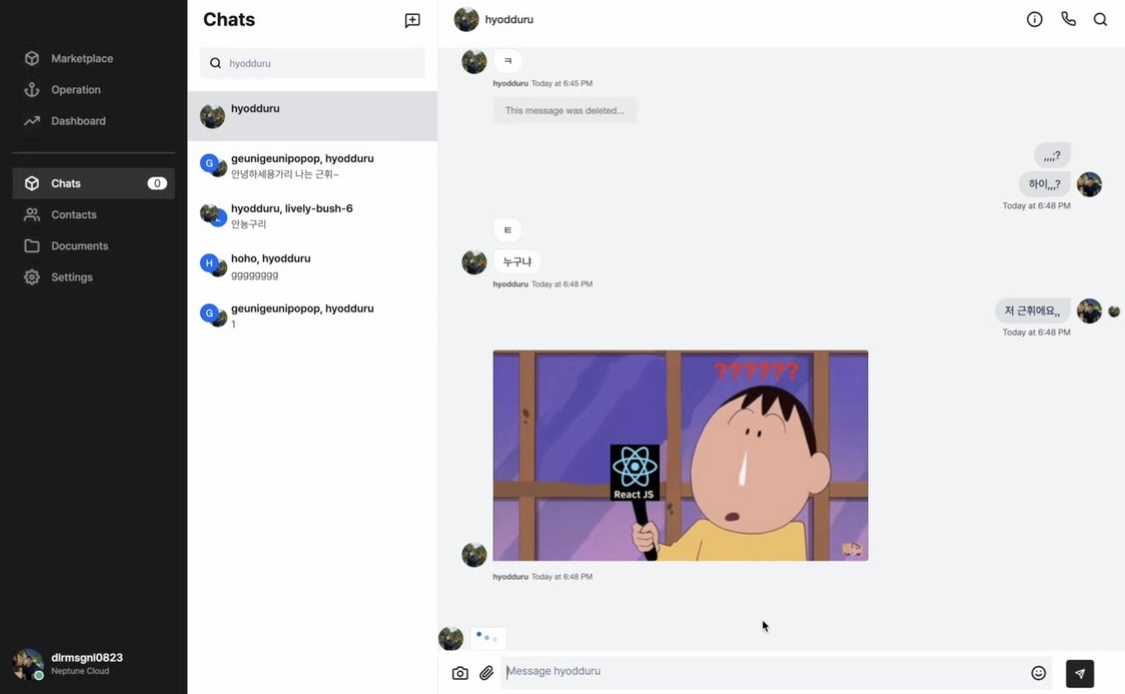 Marketplace
Operation
Dashboard
Chats
0
Contacts
Documents
Settings
dlrmsgnl0823
Neptune Cloud
Chats
hyodduru
hyodduru
G
geunigeunipopop, hyodduru
안녕하세용가리 나는 근휘~
hyodduru, lively-bush-6
안뇽구리
H
hoho, hyodduru
gggggggg
G
geunigeunipopop, hyodduru
1
hyodduru
ㅋ
hyodduru Today at 6:45 PM
This message was deleted...
,,,,;?
하이,,,?
Today at 6:48 PM
ㅌ
누구냐
hyodduru Today at 6:48 PM
저 근휘에요,,
Today at 6:48 PM
??????
React JS
hyodduru Today at 6:48 PM
Message hyodduru